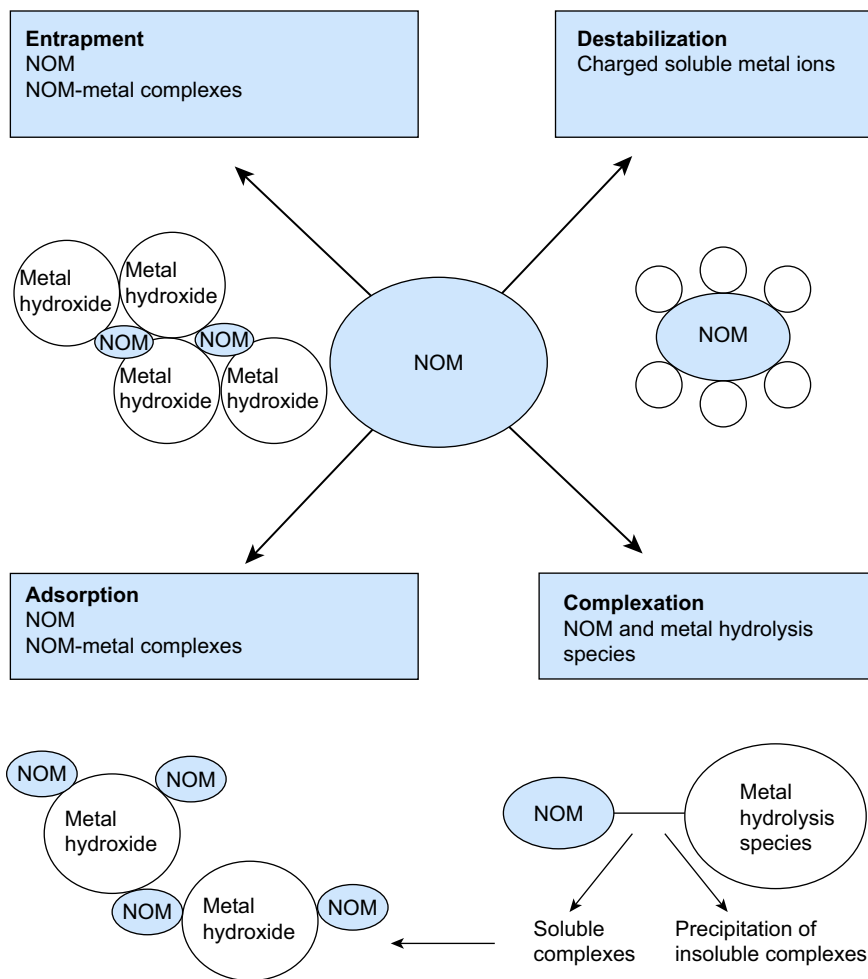 Entrapment
NOM
NOM-metal complexes
Destabilization
Charged soluble metal ions
Metal
hydroxide
Metal
hydroxide
NOM
NOM
Metal
hydroxide
Metal
hydroxide
NOM
NOM
Adsorption
NOM
NOM-metal complexes
Complexation
NOM and metal hydrolysis
species
NOM
NOM
Metal
hydroxide
NOM
Metal
hydroxide
NOM
NOM
Metal
hydrolysis
species
Soluble
complexes
Precipitation of
insoluble complexes